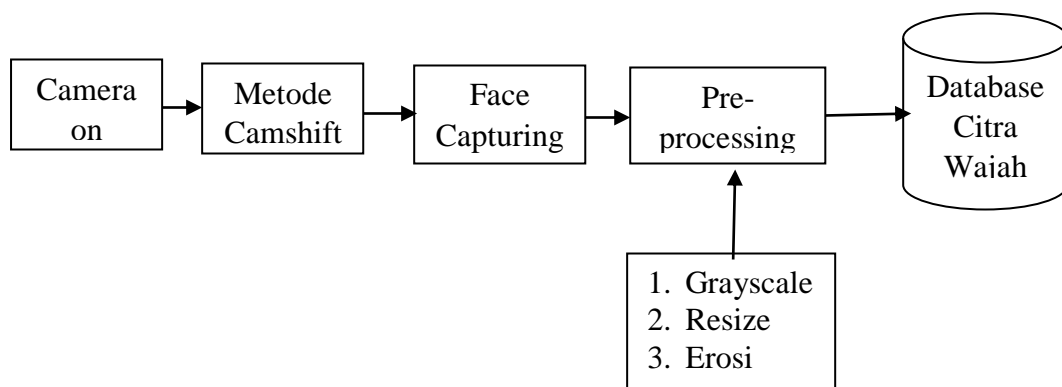 Camera
on
Metode
Camshift
Face
Capturing
Pre-
processing
Database
Citra
Wajah
1. Grayscale
2. Resize
3. Erosi